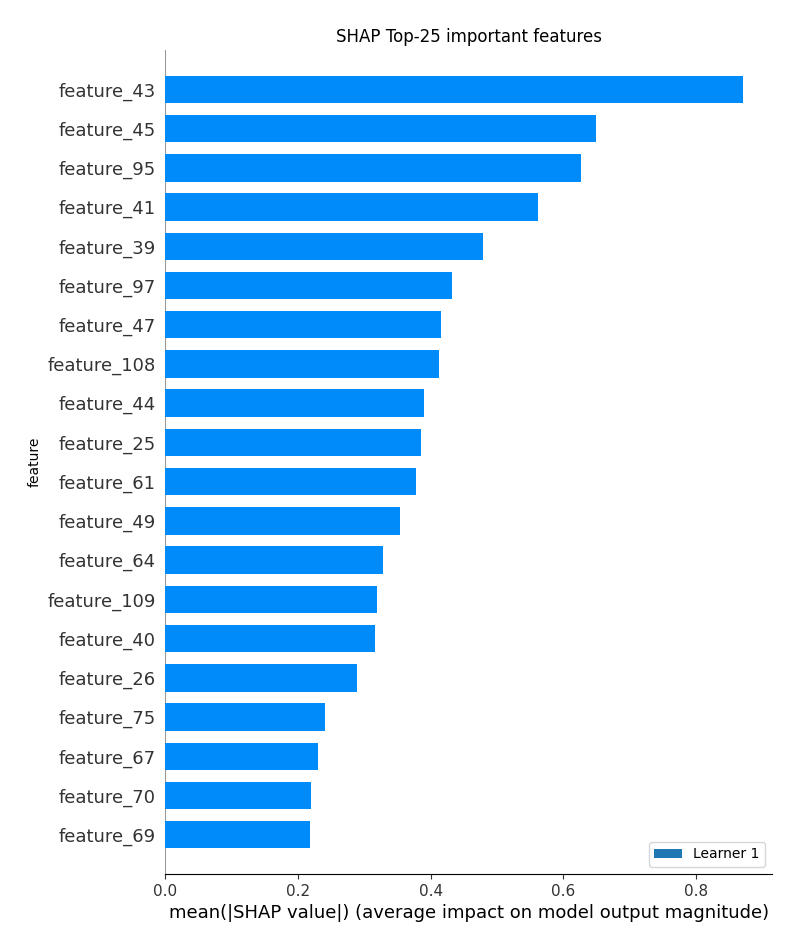 SHAP Top-25 important features
feature_43
feature_45
feature_95
feature_41
feature_39
feature_97
feature_47
feature_108
feature_44
feature_25
feature_61
feature_49
feature_64
feature_109
feature_40
feature_26
feature_75
feature_67
feature_70
feature_69
feature
Learner 1
0.0 0.2 0.4 0.6 0.8
mean(|SHAP value|) (average impact on model output magnitude)